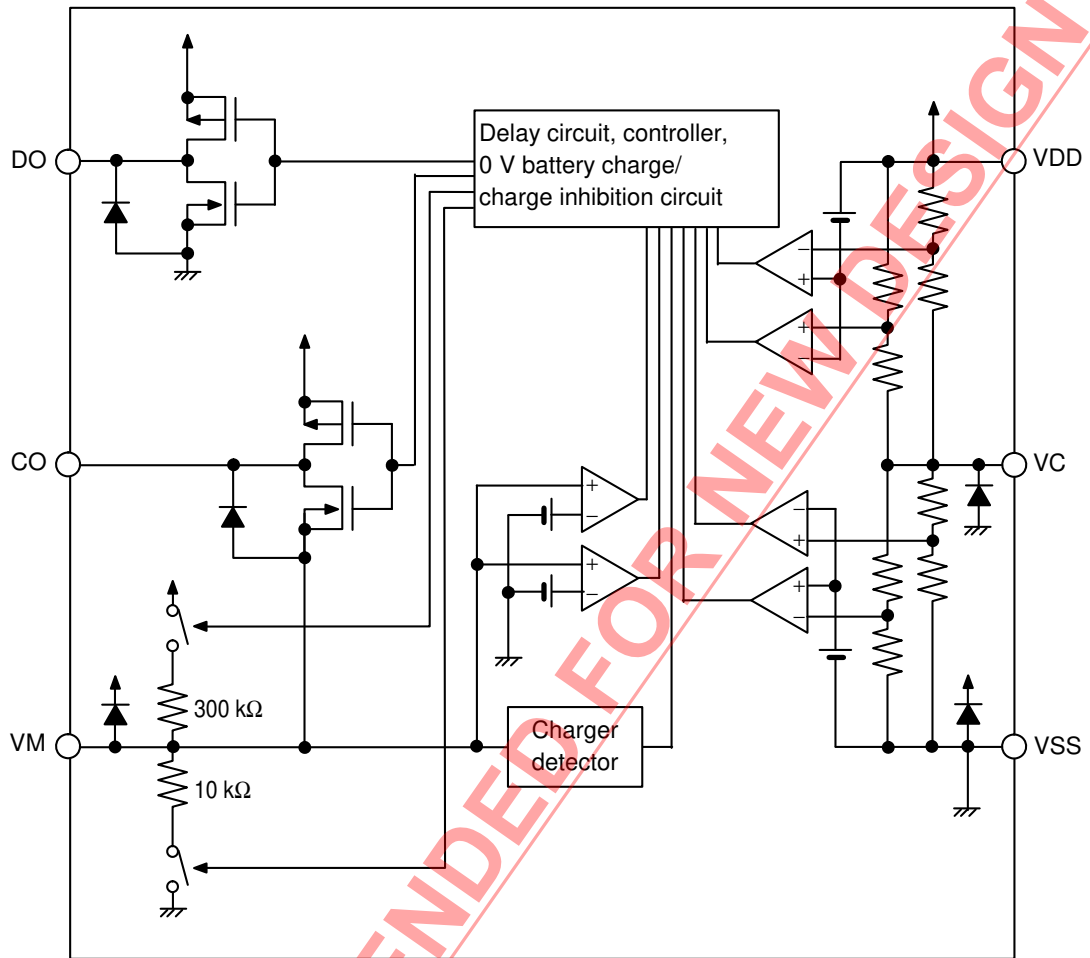 Delay circuit, controller,
0 V battery charge/
charge inhibition circuit
DO
VDD
−
+
+
−
CO
VC
+
−
+
−
−
+
+
−
300 kΩ
VM
Charger
detector
VSS
10 kΩ
ENDED FOR NEW DESIGN